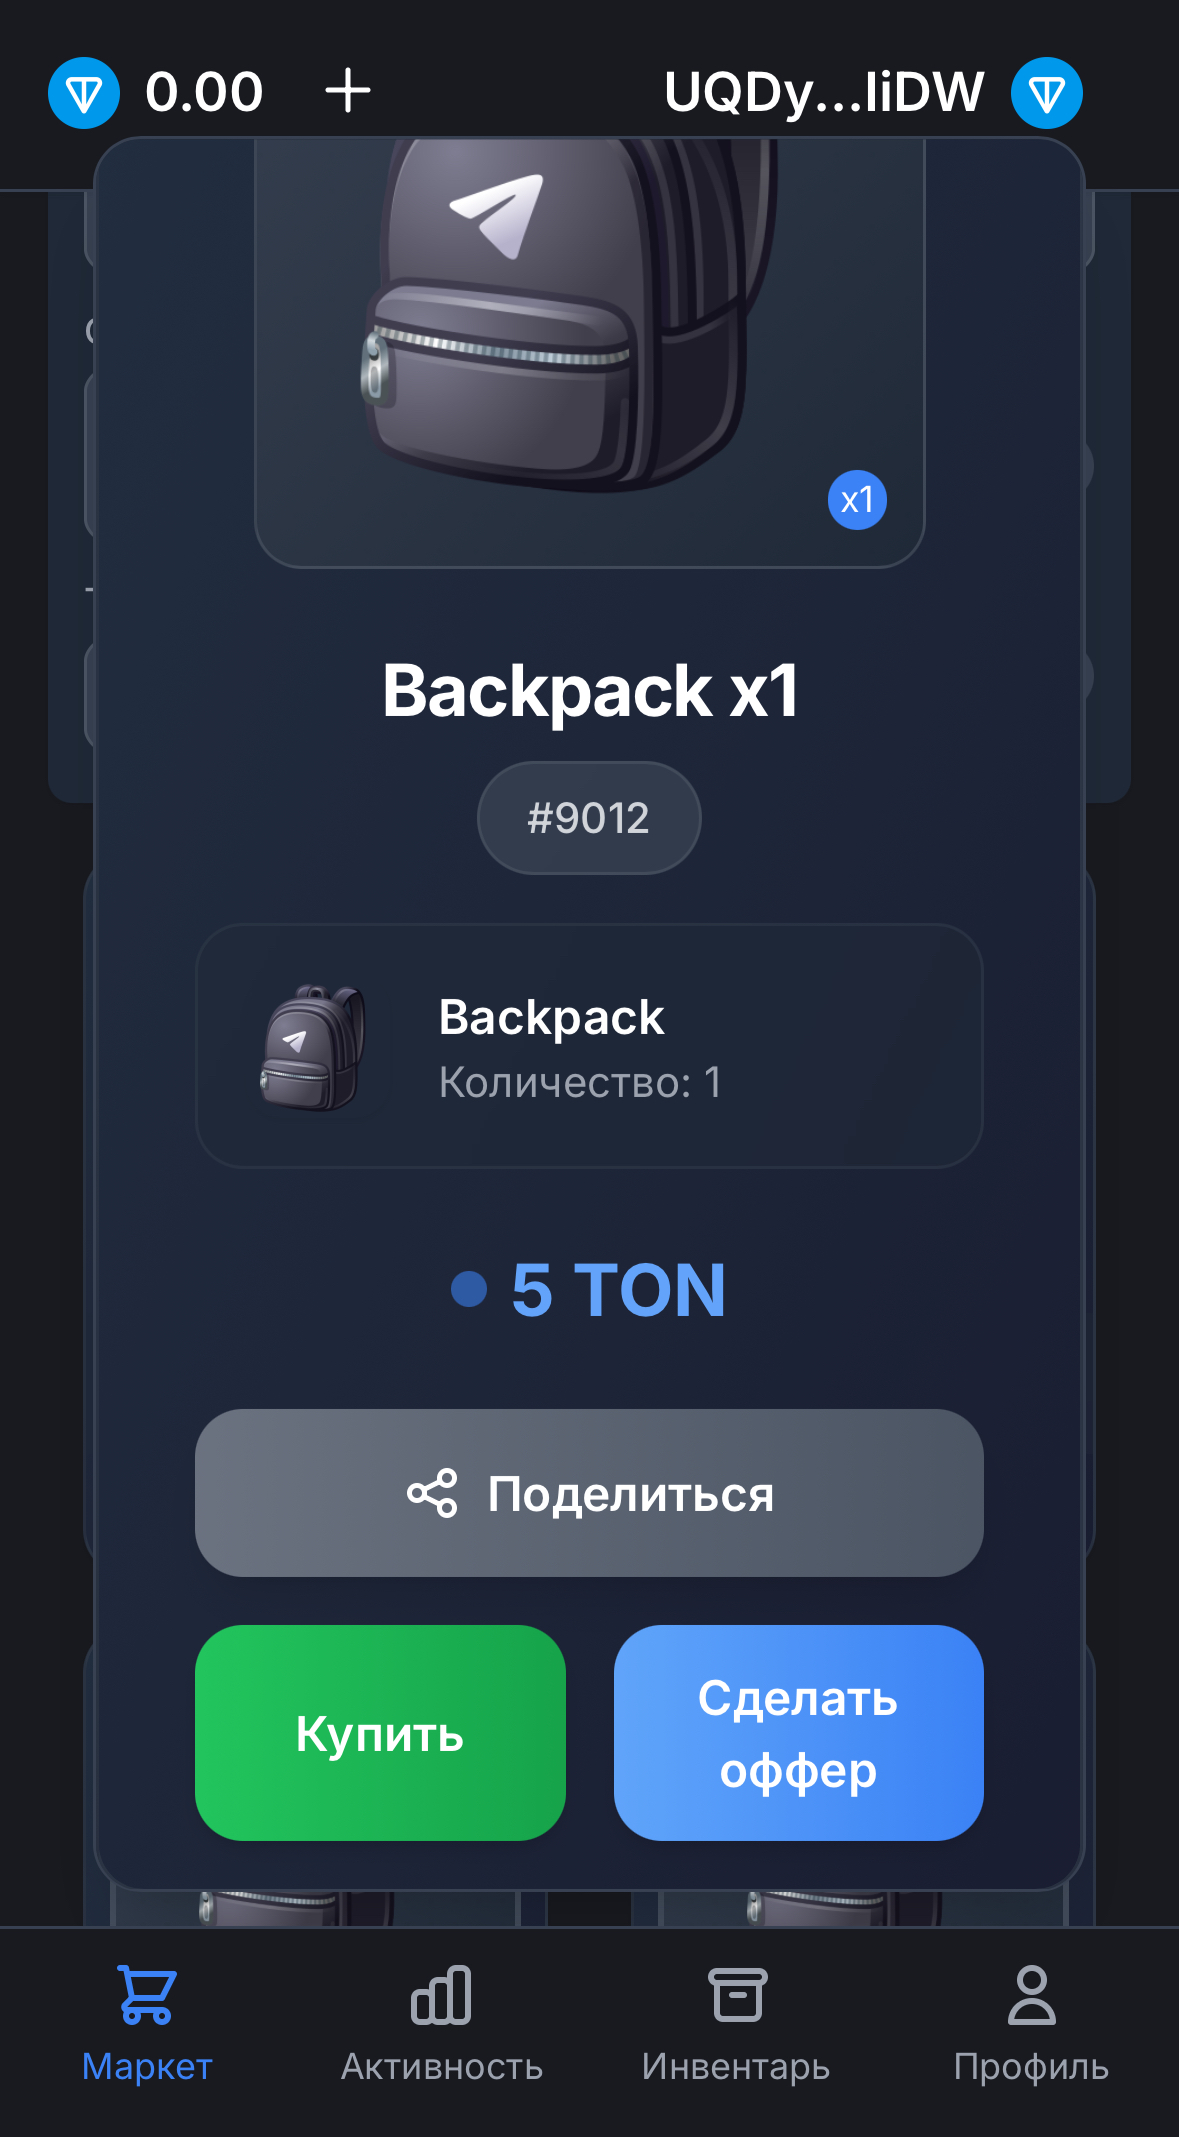 0.00
UQDy...IiDW
x1
Backpack x1
#9012
Backpack
Количество: 1
5 TON
Поделиться
Купить
Сделать
оффер
Маркет
Активность
Инвентарь
Профиль